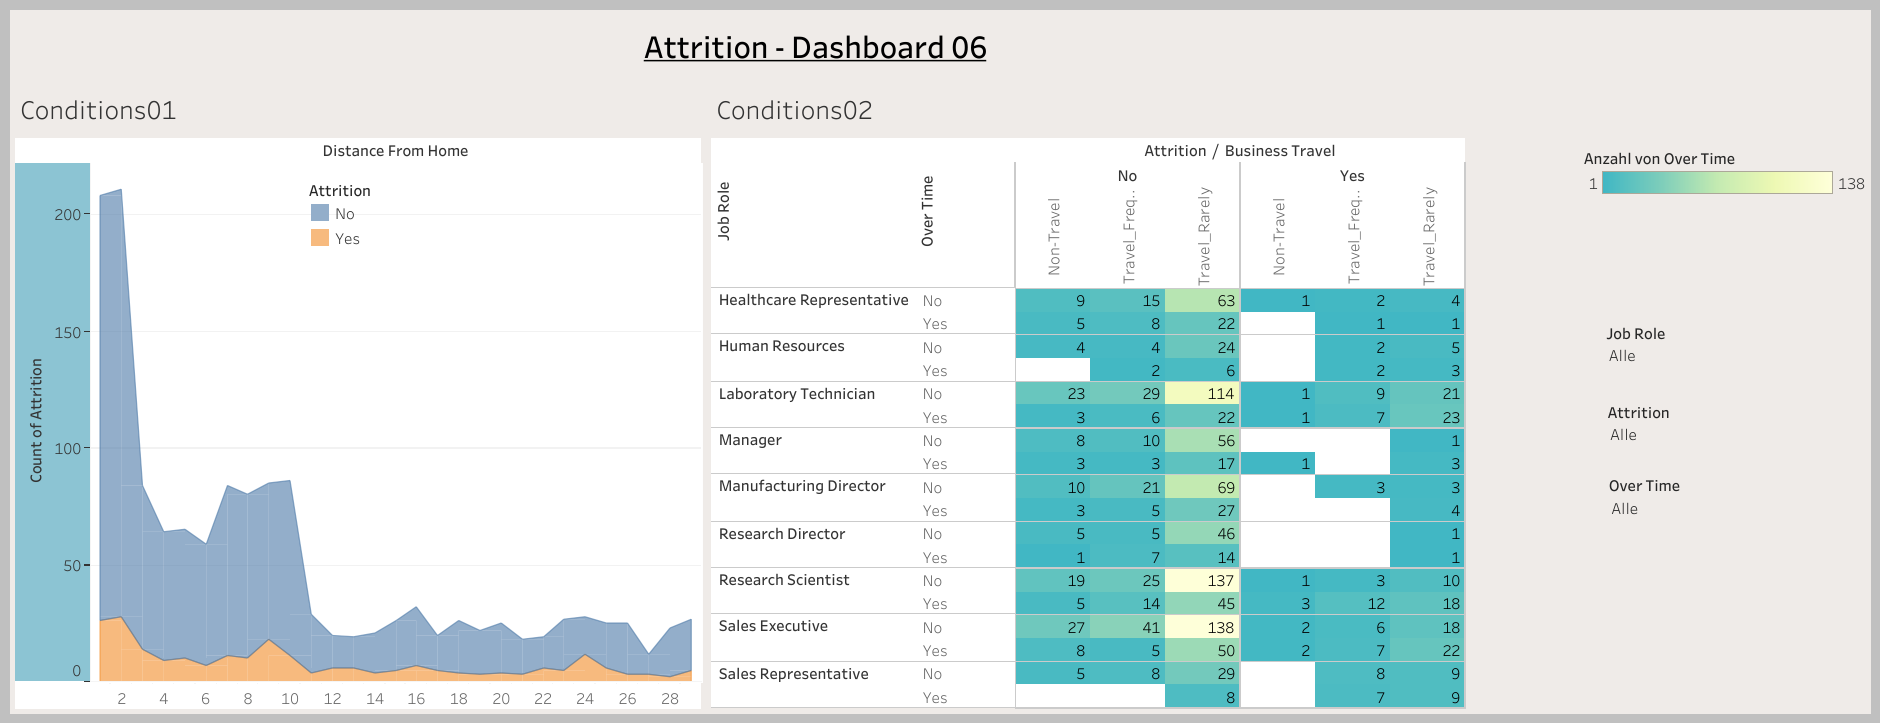 Attrition - Dashboard 06
Conditions01
Distance From Home
Attrition
No
Yes
Count of Attrition
200
150
100
50
0
2 4 6 8 10 12 14 16 18 20 22 24 26 28
Conditions02
Attrition / Business Travel
Job Role Over Time No Yes
Non-Travel Travel_Freq.. Travel_Rarely Non-Travel Travel_Freq.. Travel_Rarely
Healthcare Representative No 9 15 63 1 2 4
Yes 5 8 22 1 1
Human Resources No 4 4 24 2 5
Yes 2 6 2 3
Laboratory Technician No 23 29 114 1 9 21
Yes 3 6 22 1 7 23
Manager No 8 10 56 1
Yes 3 3 17 1 3
Manufacturing Director No 10 21 69 3 3
Yes 3 5 27 4
Research Director No 5 5 46 1
Yes 1 7 14 1
Research Scientist No 19 25 137 1 3 10
Yes 5 14 45 3 12 18
Sales Executive No 27 41 138 2 6 18
Yes 8 5 50 2 7 22
Sales Representative No 5 8 29 8 9
Yes 8 7 9
Anzahl von Over Time
1 138
Job Role
Alle
Attrition
Alle
Over Time
Alle